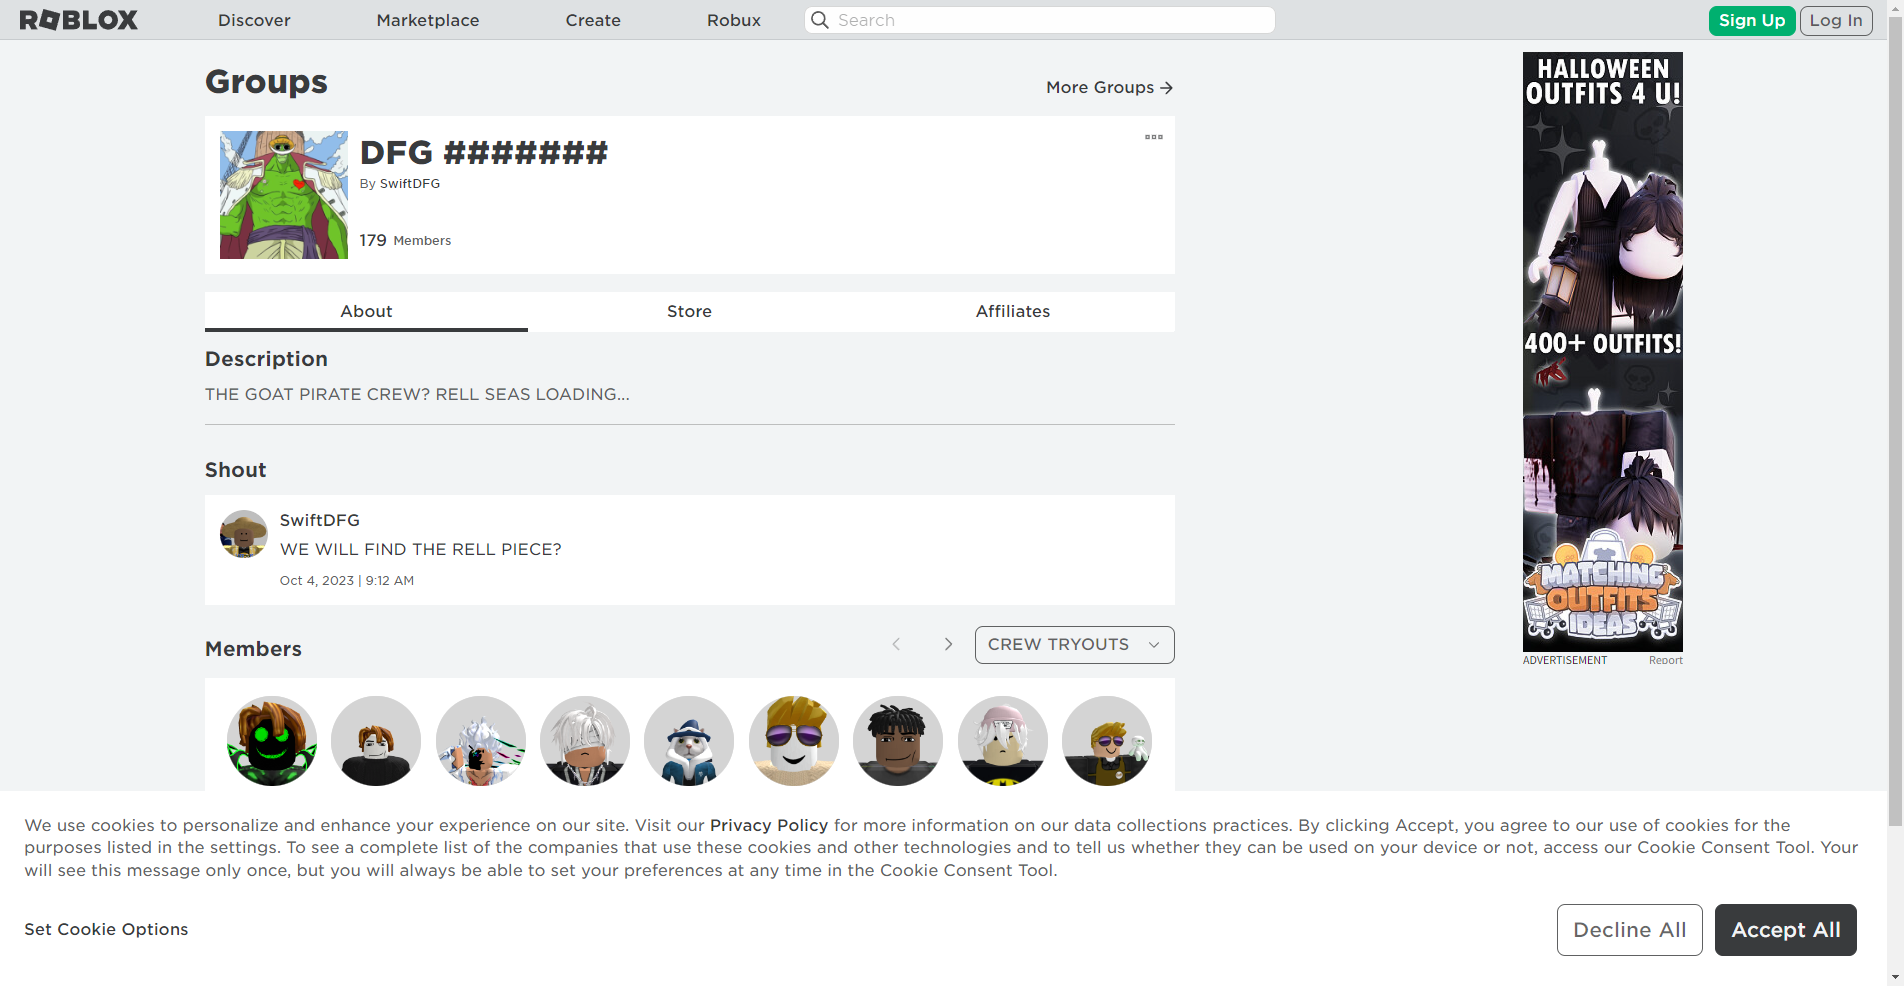 ROBLOX
Discover
Marketplace
Create
Robux
Search
Sign Up
Log In
Groups
More Groups
DFG #######
By SwiftDFG
179 Members
About
Store
Affiliates
Description
THE GOAT PIRATE CREW? RELL SEAS LOADING...
Shout
SwiftDFG
WE WILL FIND THE RELL PIECE?
Oct 4, 2023 | 9:12 AM
Members
CREW TRYOUTS
HALLOWEEN
OUTFITS 4 U!
400+ OUTFITS!
MATCHING
OUTFITS
IDEAS
ADVERTISEMENT
Report
We use cookies to personalize and enhance your experience on our site. Visit our Privacy Policy for more information on our data collections practices. By clicking Accept, you agree to our use of cookies for the
purposes listed in the settings. To see a complete list of the companies that use these cookies and other technologies and to tell us whether they can be used on your device or not, access our Cookie Consent Tool. Your
will see this message only once, but you will always be able to set your preferences at any time in the Cookie Consent Tool.
Set Cookie Options
Decline All
Accept All